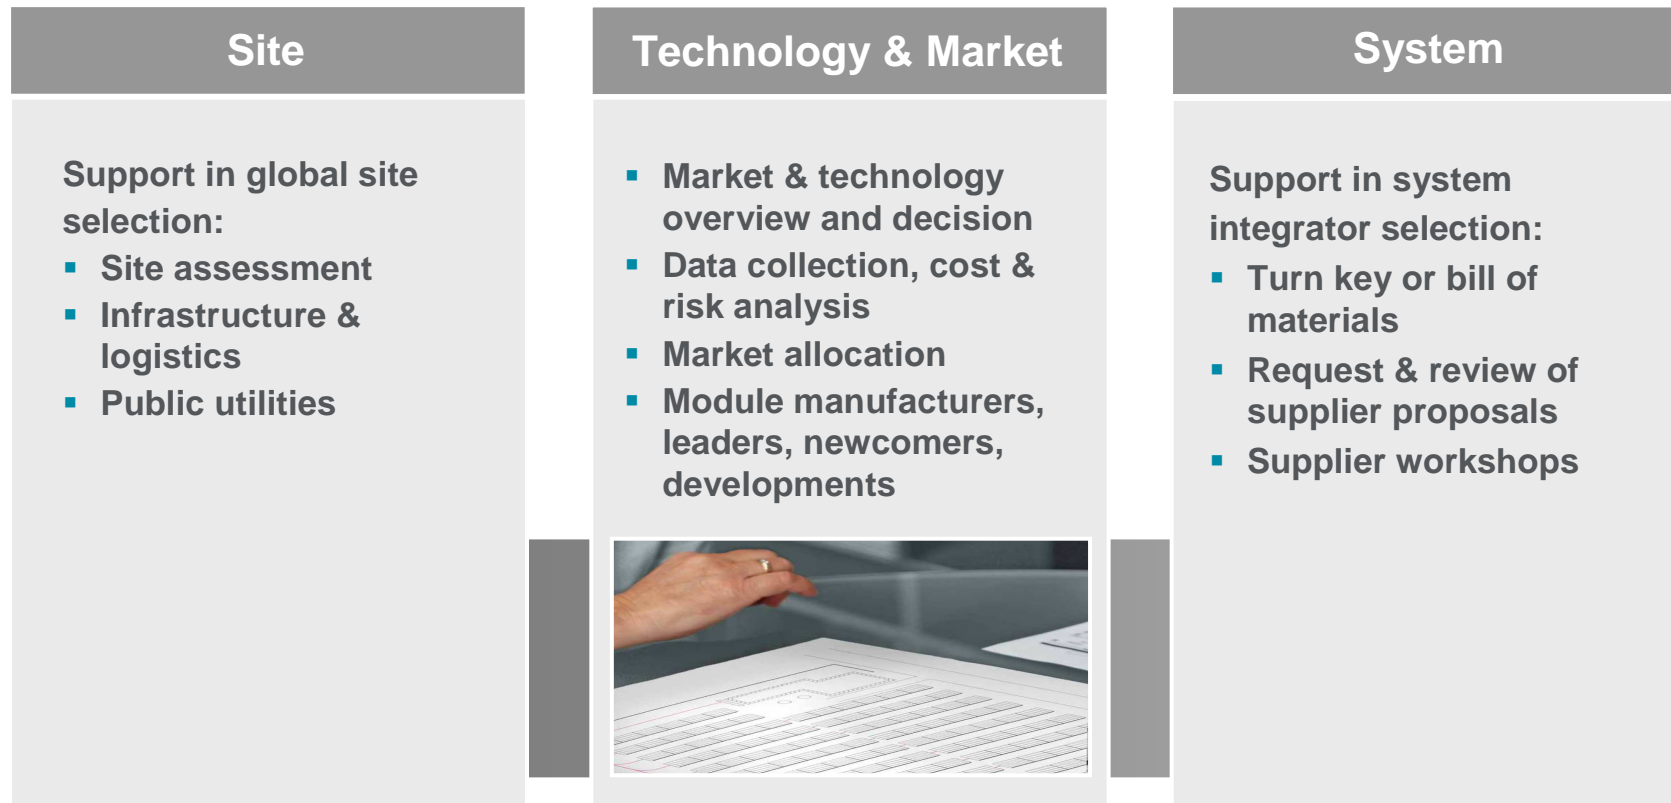 Site
Support in global site
selection:
▪ Site assessment
▪ Infrastructure &
logistics
▪ Public utilities
Technology & Market
▪ Market & technology
overview and decision
▪ Data collection, cost &
risk analysis
▪ Market allocation
▪ Module manufacturers,
leaders, newcomers,
developments
System
Support in system
integrator selection:
▪ Turn key or bill of
materials
▪ Request & review of
supplier proposals
▪ Supplier workshops